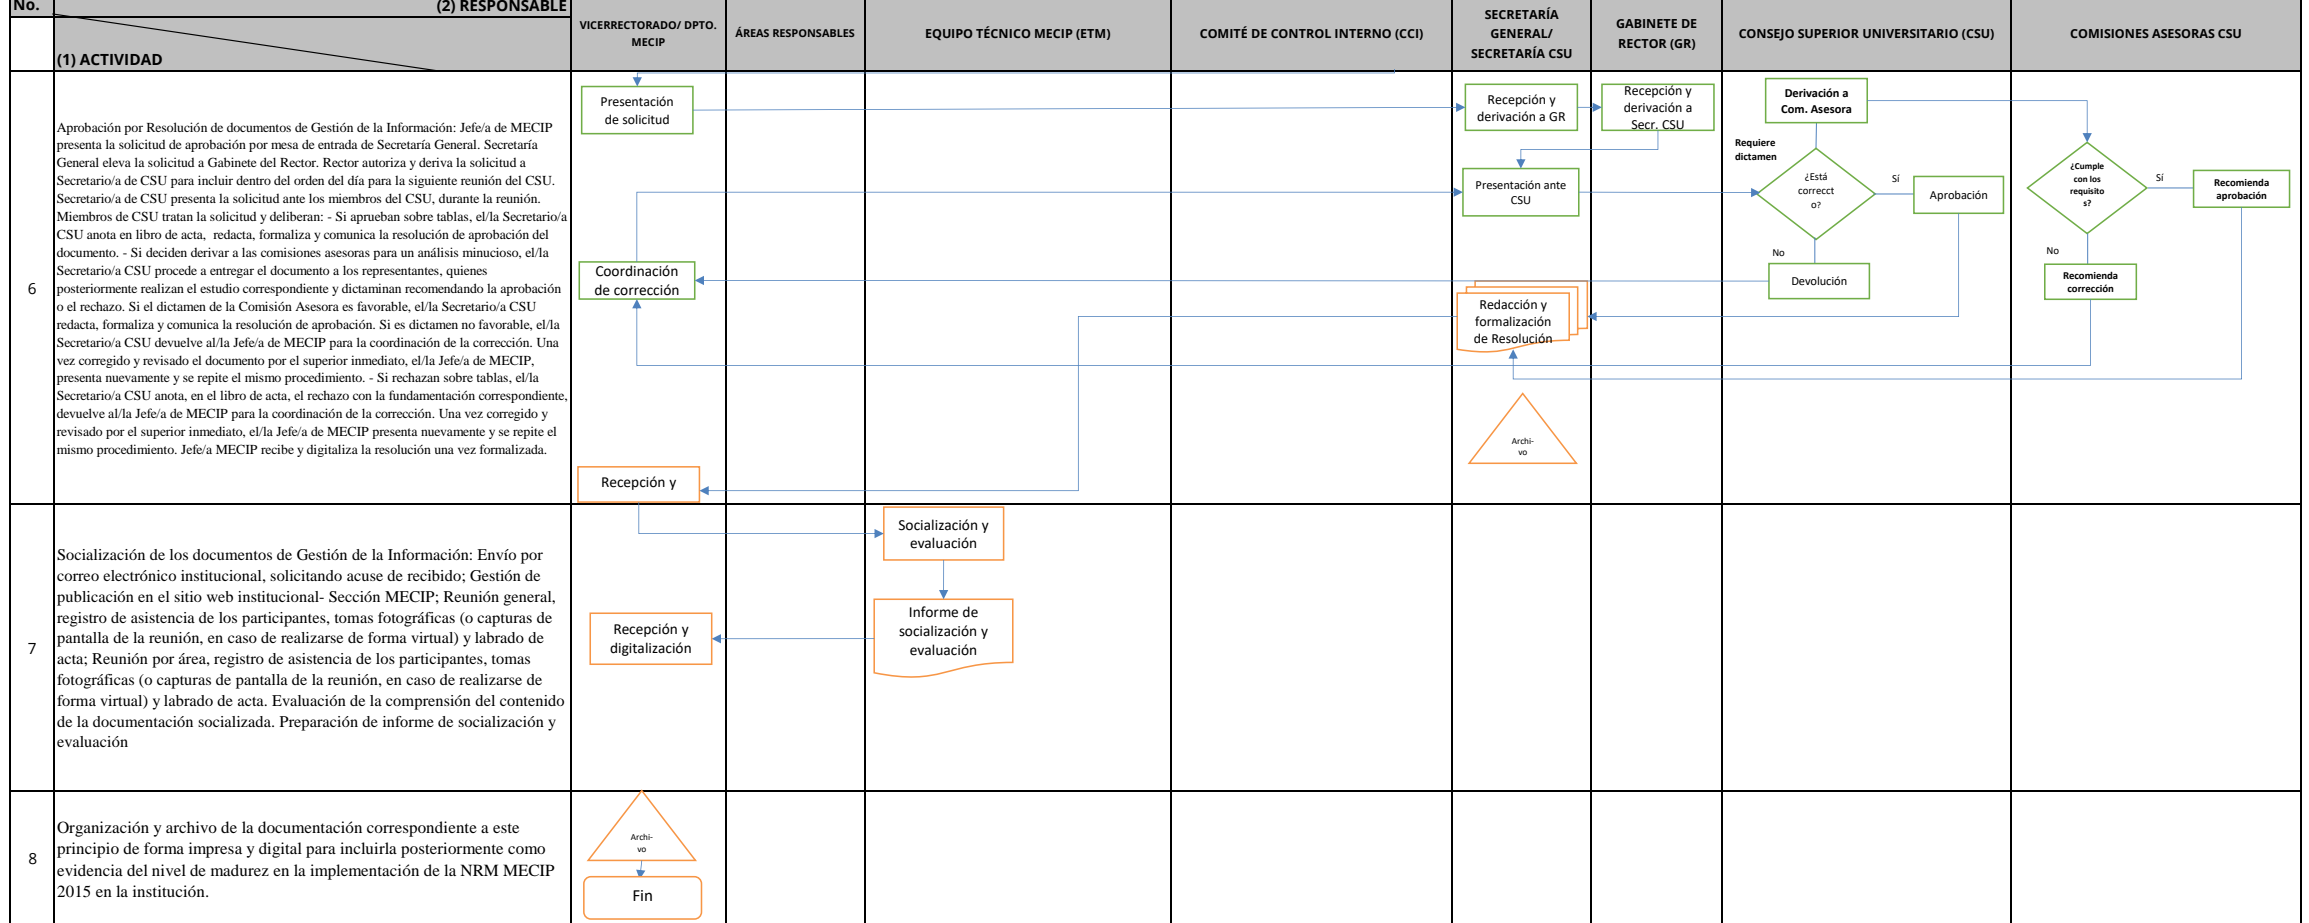 No.
(2) RESPONSABLE
(1) ACTIVIDAD
VICERRECTORADO/ DPTO.
MECIP
ÁREAS RESPONSABLES
EQUIPO TÉCNICO MECIP (ETM)
COMITÉ DE CONTROL INTERNO (CCI)
SECRETARÍA
GENERAL/
SECRETARÍA CSU
GABINETE DE
RECTOR (GR)
CONSEJO SUPERIOR UNIVERSITARIO (CSU)
COMISIONES ASESORAS CSU
6
Aprobación por Resolución de documentos de Gestión de la Información: Jefe/a de MECIP
presenta la solicitud de aprobación por mesa de entrada de Secretaría General. Secretaría
General eleva la solicitud a Gabinete del Rector. Rector autoriza y deriva la solicitud a
Secretario/a de CSU para incluir dentro del orden del día para la siguiente reunión del CSU.
Secretario/a de CSU presenta la solicitud ante los miembros del CSU, durante la reunión.
Miembros de CSU tratan la solicitud y deliberan: - Si aprueban sobre tablas, el/la Secretario/a
CSU anota en libro de acta,  redacta, formaliza y comunica la resolución de aprobación del
documento. - Si deciden derivar a las comisiones asesoras para un análisis minucioso, el/la
Secretario/a CSU procede a entregar el documento a los representantes, quienes
posteriormente realizan el estudio correspondiente y dictaminan recomendando la aprobación
o el rechazo. Si el dictamen de la Comisión Asesora es favorable, el/la Secretario/a CSU
redacta, formaliza y comunica la resolución de aprobación. Si es dictamen no favorable, el/la
Secretario/a CSU devuelve al/la Jefe/a de MECIP para la coordinación de la corrección. Una
vez corregido y revisado el documento por el superior inmediato, el/la Jefe/a de MECIP,
presenta nuevamente y se repite el mismo procedimiento. - Si rechazan sobre tablas, el/la
Secretario/a CSU anota, en el libro de acta, el rechazo con la fundamentación correspondiente,
devuelve al/la Jefe/a de MECIP para la coordinación de la corrección. Una vez corregido y
revisado por el superior inmediato, el/la Jefe/a de MECIP presenta nuevamente y se repite el
mismo procedimiento. Jefe/a MECIP recibe y digitaliza la resolución una vez formalizada.
Presentación
de solicitud
Recepción y
derivación a GR
Recepción y
derivación a
Secr. CSU
Derivación a
Com. Asesora
Requiere
dictamen
Presentación ante
CSU
¿Está
correcct
o?
Sí
Aprobación
¿Cumple
con los
requisito
s?
Sí
Recomienda
aprobación
No
Devolución
No
Recomienda
corrección
Coordinación
de corrección
Redacción y
formalización
de Resolución
Archi-
vo
Recepción y
7
Socialización de los documentos de Gestión de la Información: Envío por
correo electrónico institucional, solicitando acuse de recibido; Gestión de
publicación en el sitio web institucional- Sección MECIP; Reunión general,
registro de asistencia de los participantes, tomas fotográficas (o capturas de
pantalla de la reunión, en caso de realizarse de forma virtual) y labrado de
acta; Reunión por área, registro de asistencia de los participantes, tomas
fotográficas (o capturas de pantalla de la reunión, en caso de realizarse de
forma virtual) y labrado de acta. Evaluación de la comprensión del contenido
de la documentación socializada. Preparación de informe de socialización y
evaluación
Socialización y
evaluación
Informe de
socialización y
evaluación
Recepción y
digitalización
8
Organización y archivo de la documentación correspondiente a este
principio de forma impresa y digital para incluirla posteriormente como
evidencia del nivel de madurez en la implementación de la NRM MECIP
2015 en la institución.
Archi-
vo
Fin